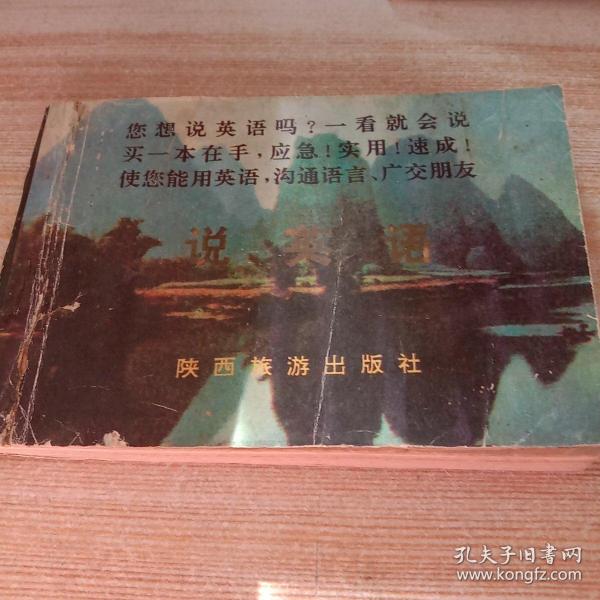 您想说英语吗?一看就会说
买一本在手,应急!实用!速成!
使您能用英语,沟通语言、广交朋友
说英语
陕西旅游出版社
孔夫子旧书网
www.kongfz.com